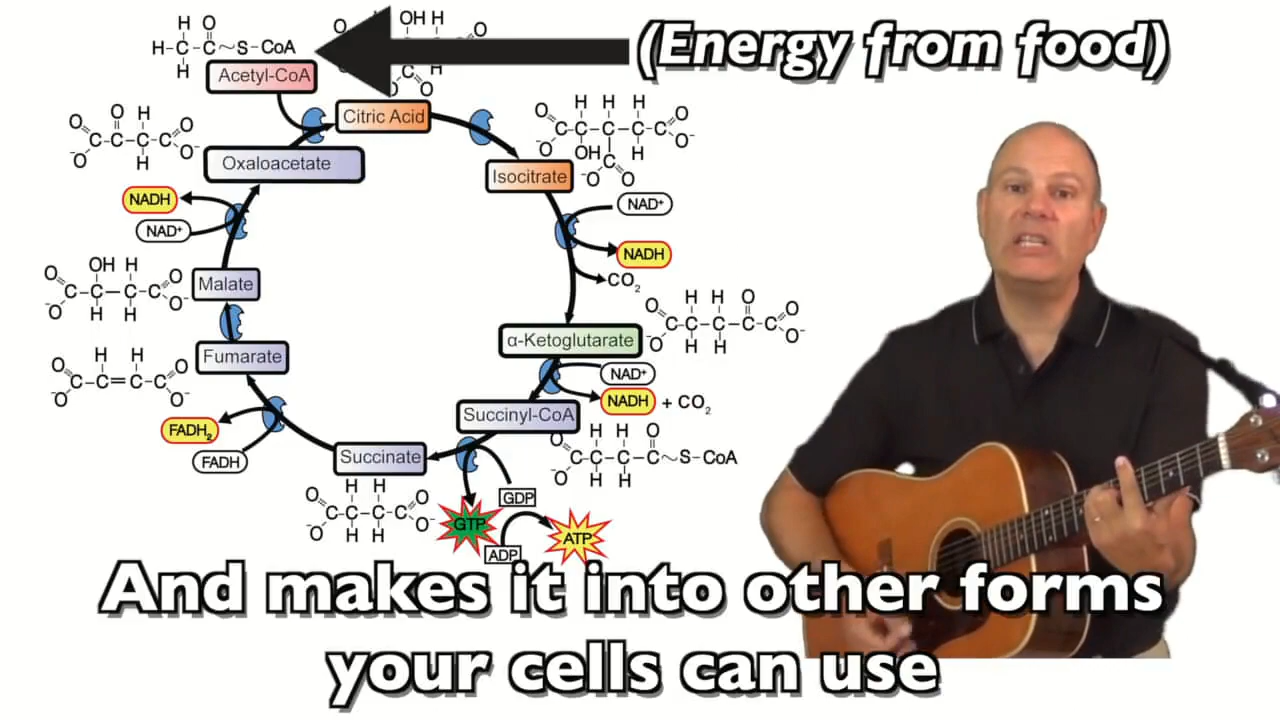 (Energy from food)
Acetyl-CoA
Citric Acid
Isocitrate
NAD⁺
NADH
CO₂
α-Ketoglutarate
NAD⁺
NADH + CO₂
Succinyl-CoA
GDP
GTP
ADP
ATP
Succinate
FADH
FADH₂
Fumarate
Malate
NAD⁺
NADH
Oxaloacetate
S-CoA
S-CoA
And makes it into other forms
your cells can use